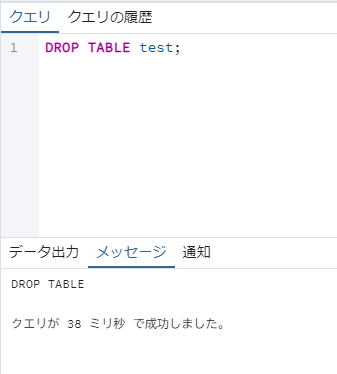 クエリ クエリの履歴
1 DROP TABLE test;
データ出力 メッセージ 通知
DROP TABLE
クエリが 38 ミリ秒 で成功しました。